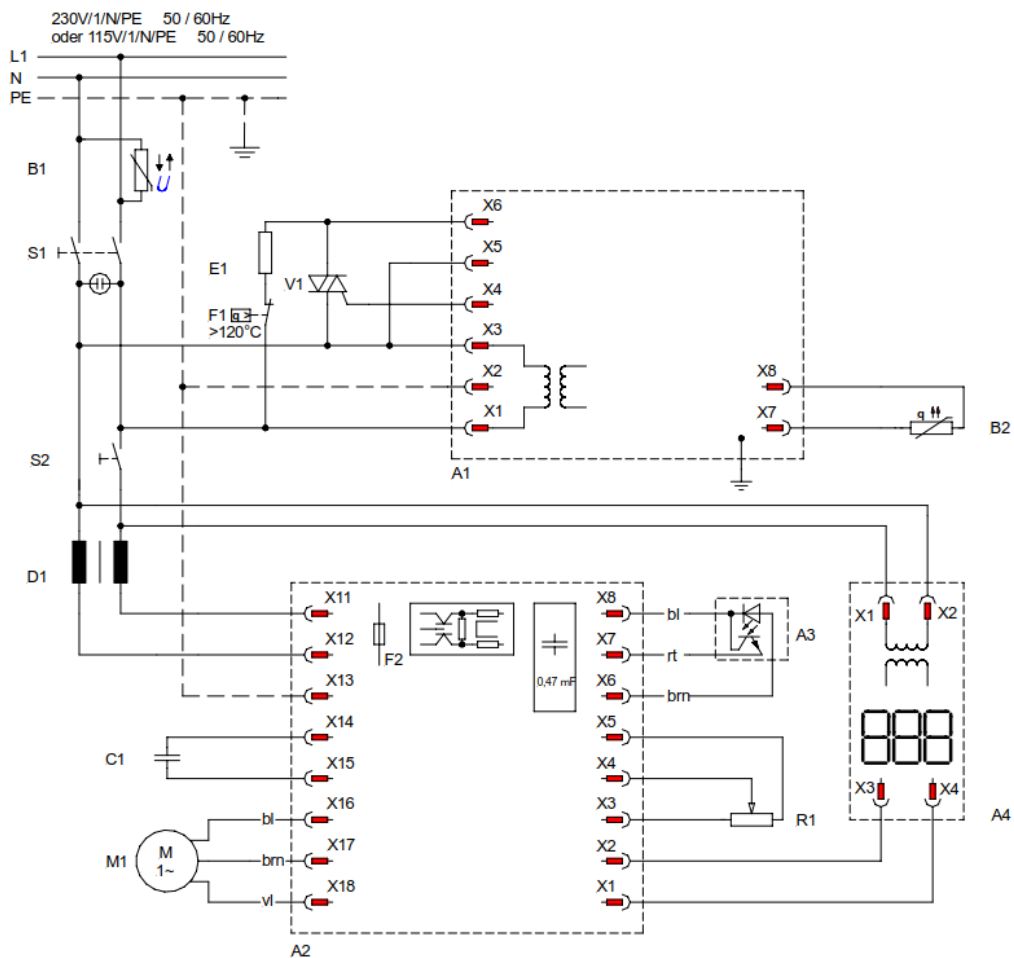 230V/1/N/PE 50 / 60Hz
oder 115V/1/N/PE 50 / 60Hz
L1
N
PE
B1
U
S1
E1
V1
F1 q >
>120°C
X6
X5
X4
X3
X2
X1
X8
X7
q
B2
A1
S2
D1
X11
X12
X13
X14
X15
X16
X17
X18
F2
0,47 mF
X8
X7
X6
X5
X4
X3
X2
X1
bl
rt
brn
A3
R1
C1
M1
M
1~
bl
brn
vl
A2
X1
X2
X3
X4
A4